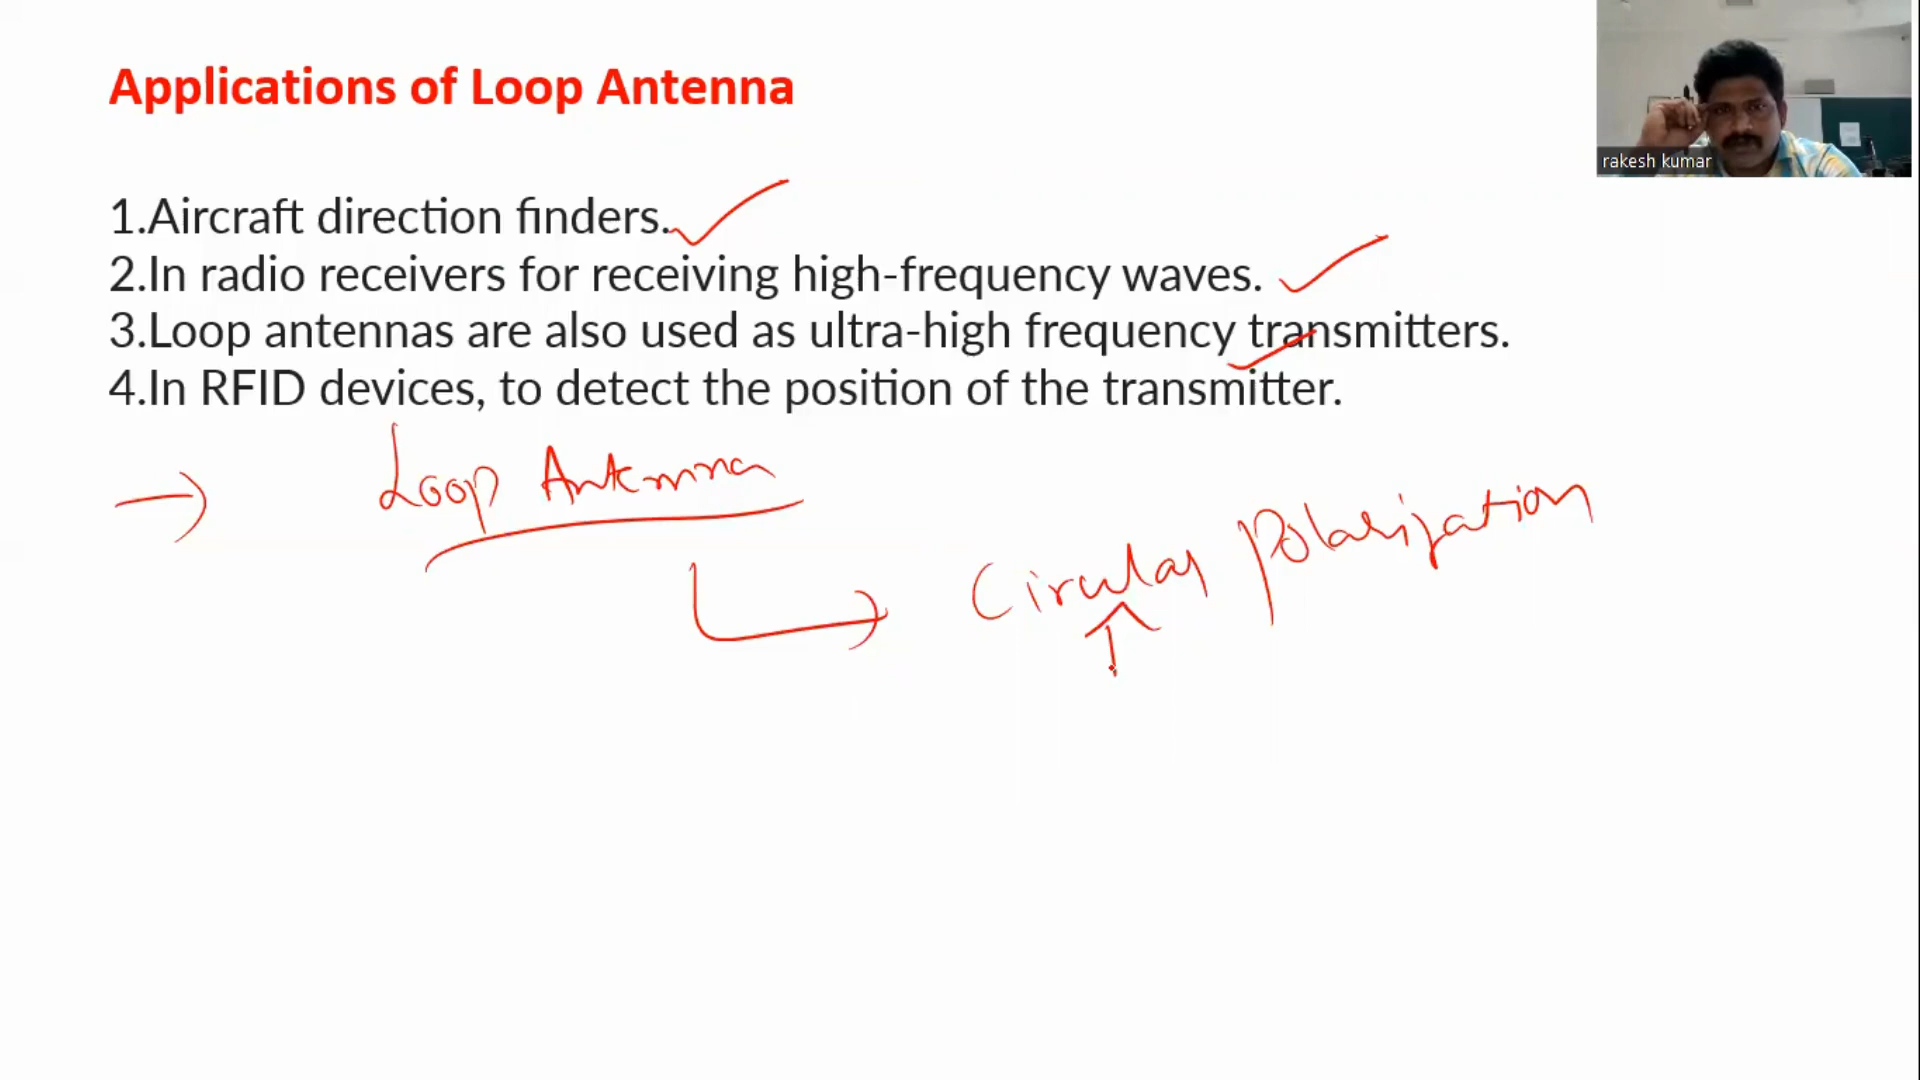 Applications of Loop Antenna
rakesh kumar
1.Aircraft direction finders.
2.In radio receivers for receiving high-frequency waves.
3.Loop antennas are also used as ultra-high frequency transmitters.
4.In RFID devices, to detect the position of the transmitter.
Loop Antenna
Circular Polarization